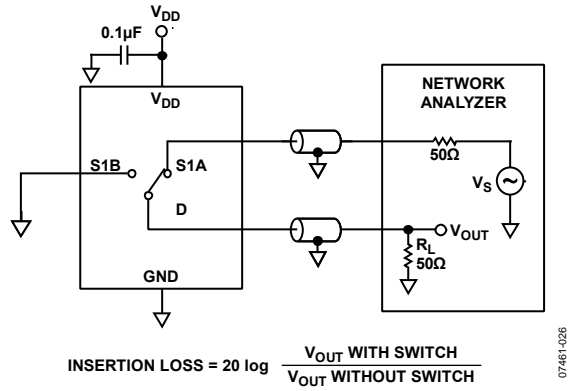 V_DD
0.1µF
V_DD
NETWORK
ANALYZER
S1B
S1A
50Ω
V_S
D
V_OUT
R_L
50Ω
GND
INSERTION LOSS = 20 log V_OUT WITH SWITCH
V_OUT WITHOUT SWITCH
07461-026